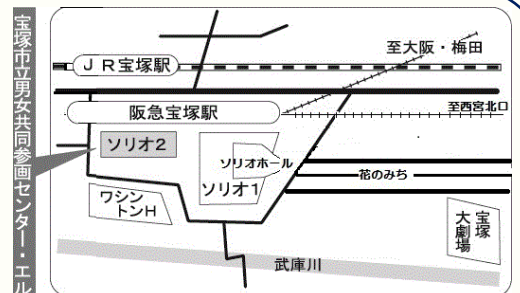 宝塚市立男女共同参画センター・エル
至大阪・梅田
JR宝塚駅
阪急宝塚駅
至西宮北口
ソリオ2
ソリオホール
ソリオ1
花のみち
ワシン
トンH
宝塚
大劇場
武庫川